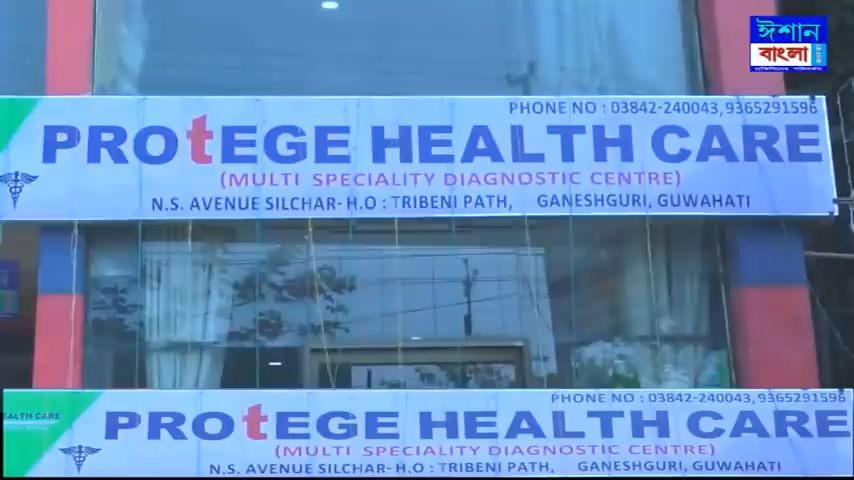 ঈশান
বাংলা
PHONE NO : 03842-240043, 9365291596
PROtEGE HEALTH CARE
(MULTI SPECIALITY DIAGNOSTIC CENTRE)
N.S. AVENUE SILCHAR-H.O : TRIBENI PATH, GANESHGURI, GUWAHATI
EALTH CARE
PHONE NO : 03842-240043, 9365291596
PROtEGE HEALTH CARE
(MULTI SPECIALITY DIAGNOSTIC CENTRE)
N.S. AVENUE SILCHAR-H.O : TRIBENI PATH, GANESHGURI, GUWAHATI